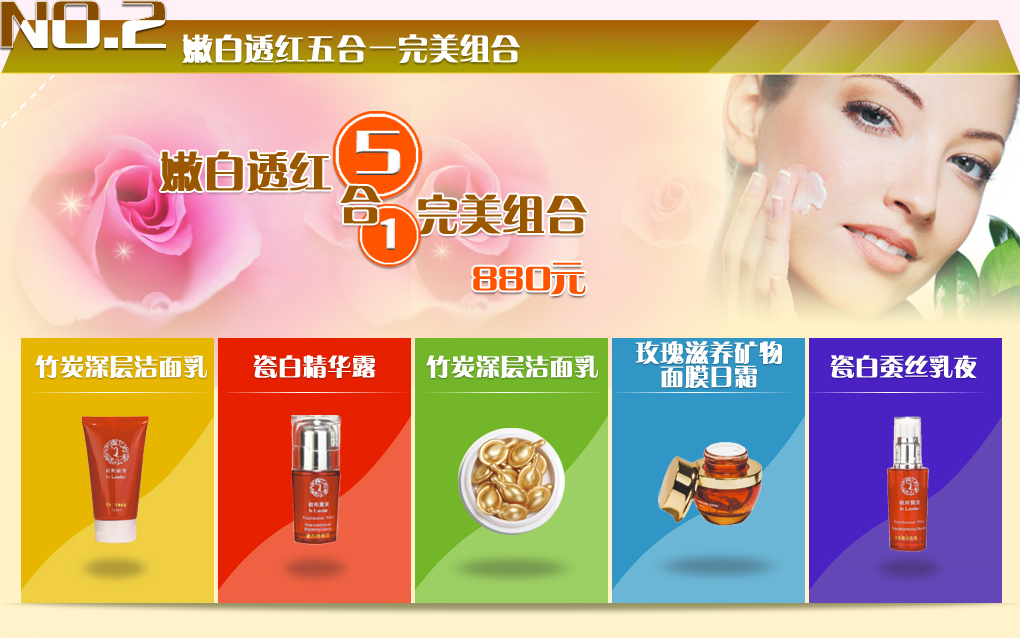 NO.2
嫩白透红五合一完美组合
嫩白透红
5
合
1
完美组合
880元
竹炭深层洁面乳
瓷白精华露
竹炭深层洁面乳
玫瑰滋养矿物
面膜日霜
瓷白蚕丝乳夜